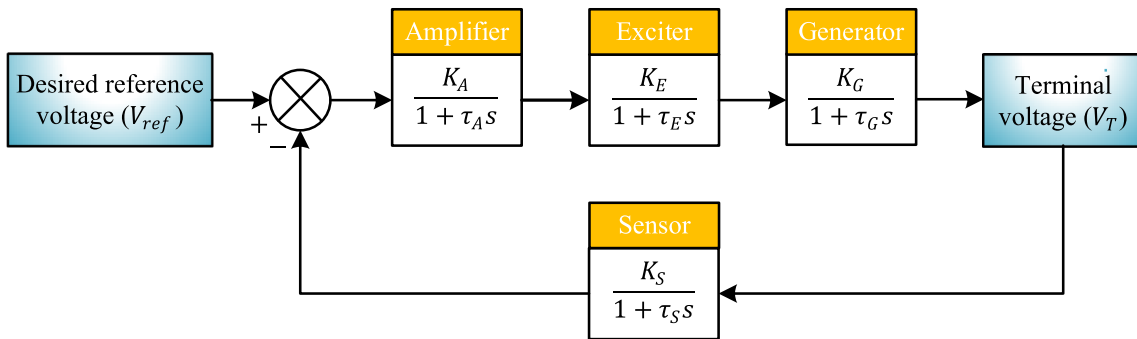 Amplifier
Exciter
Generator
Desired reference
voltage (V_ref)
K_A
1 + τ_A s
K_E
1 + τ_E s
K_G
1 + τ_G s
Terminal
voltage (V_T)
+
−
Sensor
K_S
1 + τ_S s